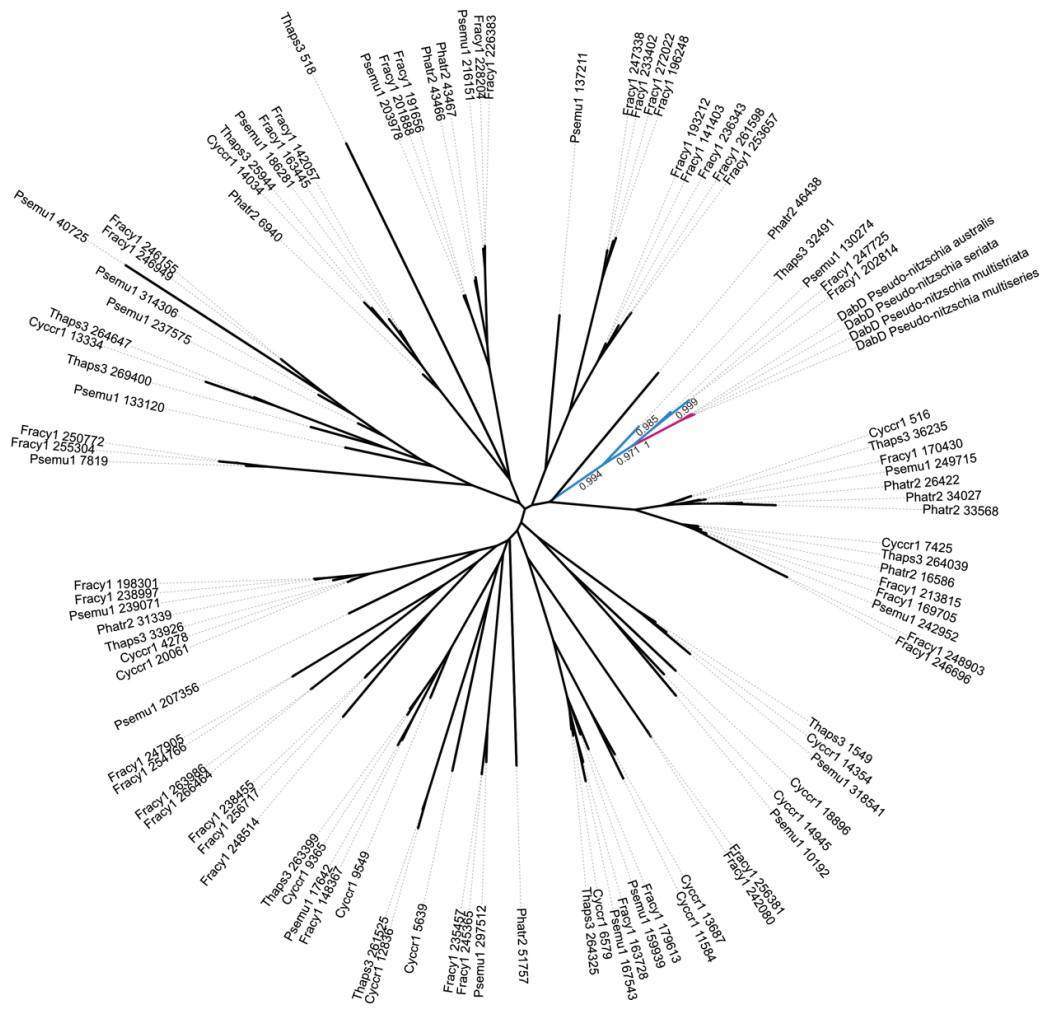 Thaps3 518
Psemu1 203978
Fracy1 201888
Fracy1 191656
Phatr2 43466
Phatr2 43467
Psemu1 216151
Fracy1 228204
Fracy1 226383
Psemu1 137211
Fracy1 247338
Fracy1 233402
Fracy1 272022
Fracy1 196248
Fracy1 193212
Fracy1 141403
Fracy1 236343
Fracy1 261598
Fracy1 253657
Phatr2 46438
Thaps3 32491
Psemu1 130274
Fracy1 247725
Fracy1 202814
DabD Pseudo-nitzschia australis
DabD Pseudo-nitzschia seriata
DabD Pseudo-nitzschia multistriata
DabD Pseudo-nitzschia multiseries
0.999
0.985
0.971
1
0.994
Cyccr1 516
Thaps3 36235
Fracy1 170430
Psemu1 249715
Phatr2 26422
Phatr2 34027
Phatr2 33568
Cyccr1 7425
Thaps3 264039
Phatr2 16586
Fracy1 213815
Fracy1 169705
Psemu1 242952
Fracy1 248903
Fracy1 246696
Thaps3 1549
Cyccr1 14354
Psemu1 318541
Cyccr1 18896
Cyccr1 14945
Psemu1 10192
Fracy1 256381
Fracy1 242080
Cyccr1 13687
Cyccr1 11584
Fracy1 179613
Psemu1 159939
Fracy1 163728
Psemu1 167543
Cyccr1 6579
Thaps3 264325
Phatr2 51757
Psemu1 297512
Fracy1 245365
Fracy1 235457
Cyccr1 5639
Cyccr1 12836
Thaps3 261525
Cyccr1 9549
Fracy1 148367
Psemu1 17642
Cyccr1 9365
Thaps3 263399
Fracy1 248514
Fracy1 256717
Fracy1 238455
Fracy1 266464
Fracy1 263986
Fracy1 254766
Fracy1 247905
Psemu1 207356
Cyccr1 20061
Cyccr1 4278
Thaps3 33926
Phatr2 31339
Psemu1 239071
Fracy1 238997
Fracy1 198301
Psemu1 7819
Fracy1 255304
Fracy1 250772
Psemu1 133120
Thaps3 269400
Cyccr1 13334
Thaps3 264647
Psemu1 237575
Psemu1 314306
Psemu1 40725
Fracy1 246949
Fracy1 246155
Phatr2 6940
Cyccr1 14034
Thaps3 25944
Psemu1 186281
Fracy1 163445
Fracy1 142057